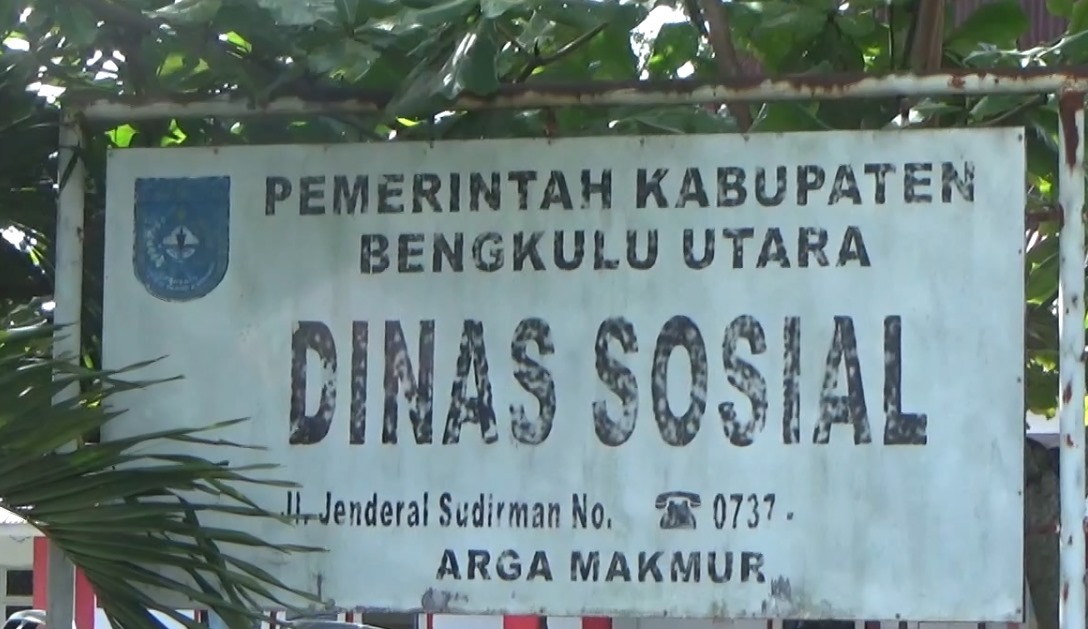 PEMERINTAH KABUPATEN
BENGKULU UTARA
DINAS SOSIAL
Jl. Jenderal Sudirman No. ☎ 0737 -
ARGA MAKMUR